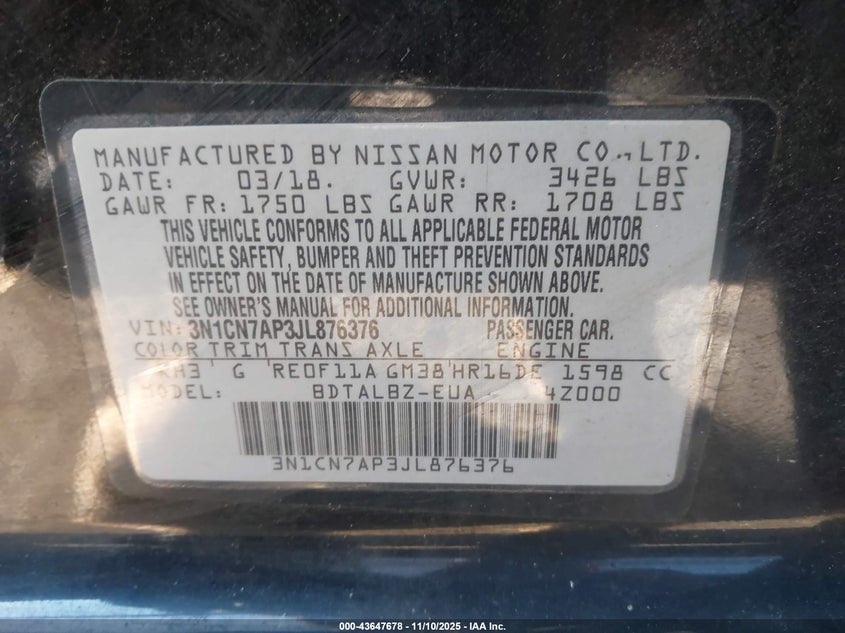 MANUFACTURED BY NISSAN MOTOR CO., LTD.
DATE: 03/18. GVWR: 3426 LBS
GAWR FR: 1750 LBS GAWR RR: 1708 LBS
THIS VEHICLE CONFORMS TO ALL APPLICABLE FEDERAL MOTOR
VEHICLE SAFETY, BUMPER AND THEFT PREVENTION STANDARDS
IN EFFECT ON THE DATE OF MANUFACTURE SHOWN ABOVE.
SEE OWNER'S MANUAL FOR ADDITIONAL INFORMATION.
VIN: 3N1CN7AP3JL876376 PASSENGER CAR.
COLOR TRIM TRANS AXLE ENGINE
G RE0F11A GM38 HR16DE 1598 CC
MODEL: BDTALBZ-EUA 4Z000
3N1CN7AP3JL876376
000-43647678 - 11/10/2025 - IAA Inc.